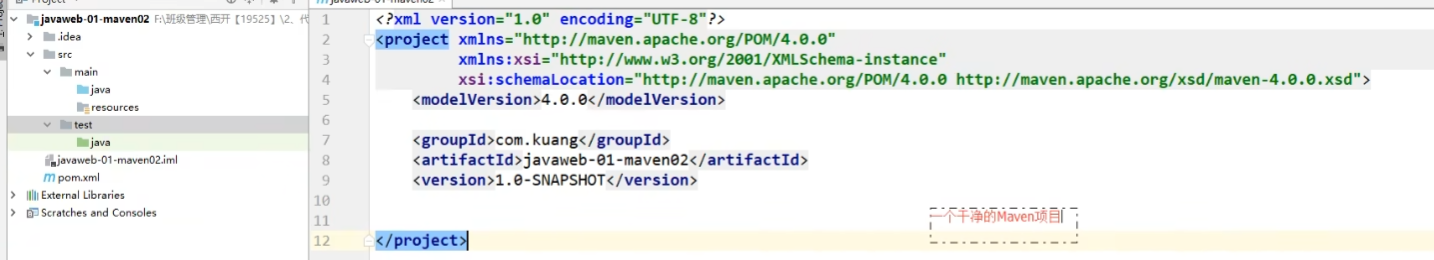 javaweb-01-maven02 F:\班级管理\西开【19525】\2、代
.idea
src
main
java
resources
test
java
javaweb-01-maven02.iml
pom.xml
External Libraries
Scratches and Consoles
1 <?xml version="1.0" encoding="UTF-8"?>
2 <project xmlns="http://maven.apache.org/POM/4.0.0"
3 xmlns:xsi="http://www.w3.org/2001/XMLSchema-instance"
4 xsi:schemaLocation="http://maven.apache.org/POM/4.0.0 http://maven.apache.org/xsd/maven-4.0.0.xsd">
5 <modelVersion>4.0.0</modelVersion>
6
7 <groupId>com.kuang</groupId>
8 <artifactId>javaweb-01-maven02</artifactId>
9 <version>1.0-SNAPSHOT</version>
10
11
一个干净的Maven项目
12 </project>